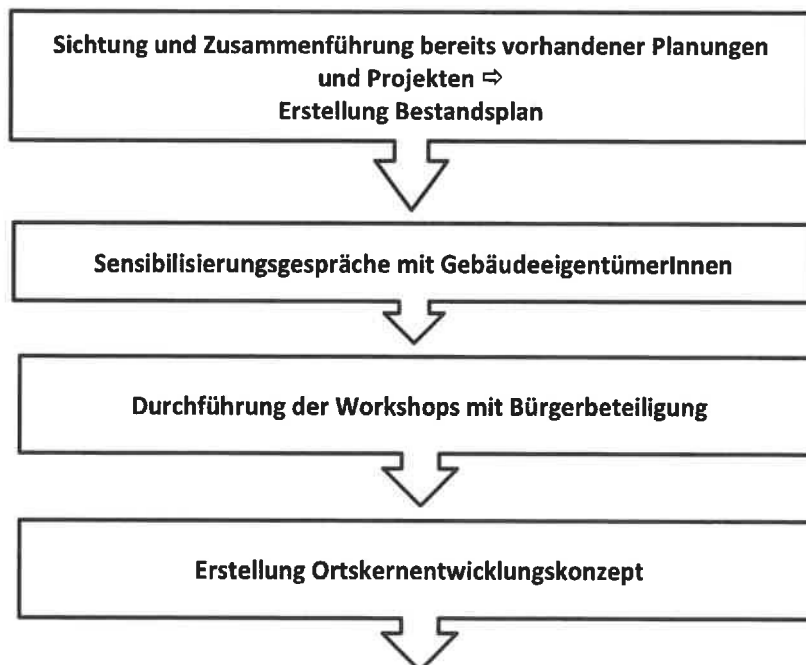 Sichtung und Zusammenführung bereits vorhandener Planungen
und Projekten ⇨
Erstellung Bestandsplan
Sensibilisierungsgespräche mit GebäudeeigentümerInnen
Durchführung der Workshops mit Bürgerbeteiligung
Erstellung Ortskernentwicklungskonzept